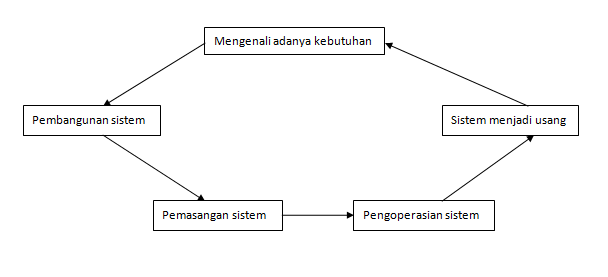 Mengenali adanya kebutuhan
Pembangunan sistem
Sistem menjadi usang
Pemasangan sistem
Pengoperasian sistem